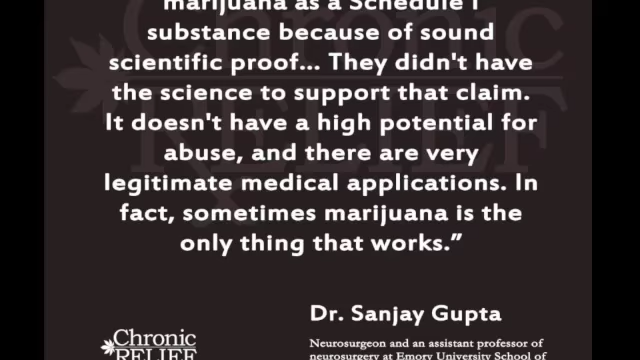 marijuana as a Schedule I
substance because of sound
scientific proof... They didn't have
the science to support that claim.
It doesn't have a high potential for
abuse, and there are very
legitimate medical applications. In
fact, sometimes marijuana is the
only thing that works.”
Dr. Sanjay Gupta
Chronic
RELIEF
Neurosurgeon and an assistant professor of
neurosurgery at Emory University School of
Chronic
RELIEF